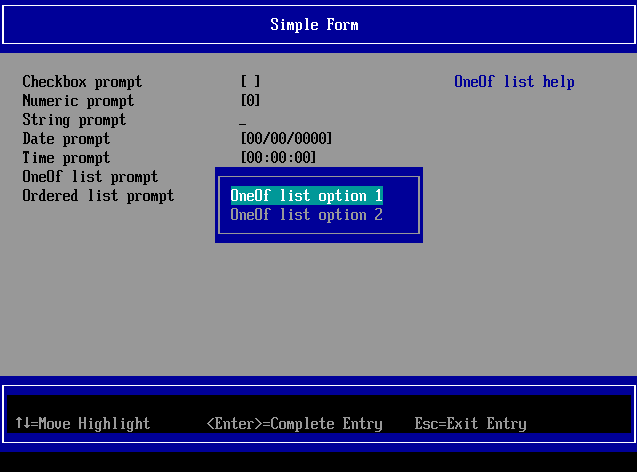 Simple Form
Checkbox prompt [ ] OneOf list help
Numeric prompt [0]
String prompt _
Date prompt [00/00/0000]
Time prompt [00:00:00]
OneOf list prompt
Ordered list prompt OneOf list option 1
OneOf list option 2
↑↓=Move Highlight <Enter>=Complete Entry Esc=Exit Entry